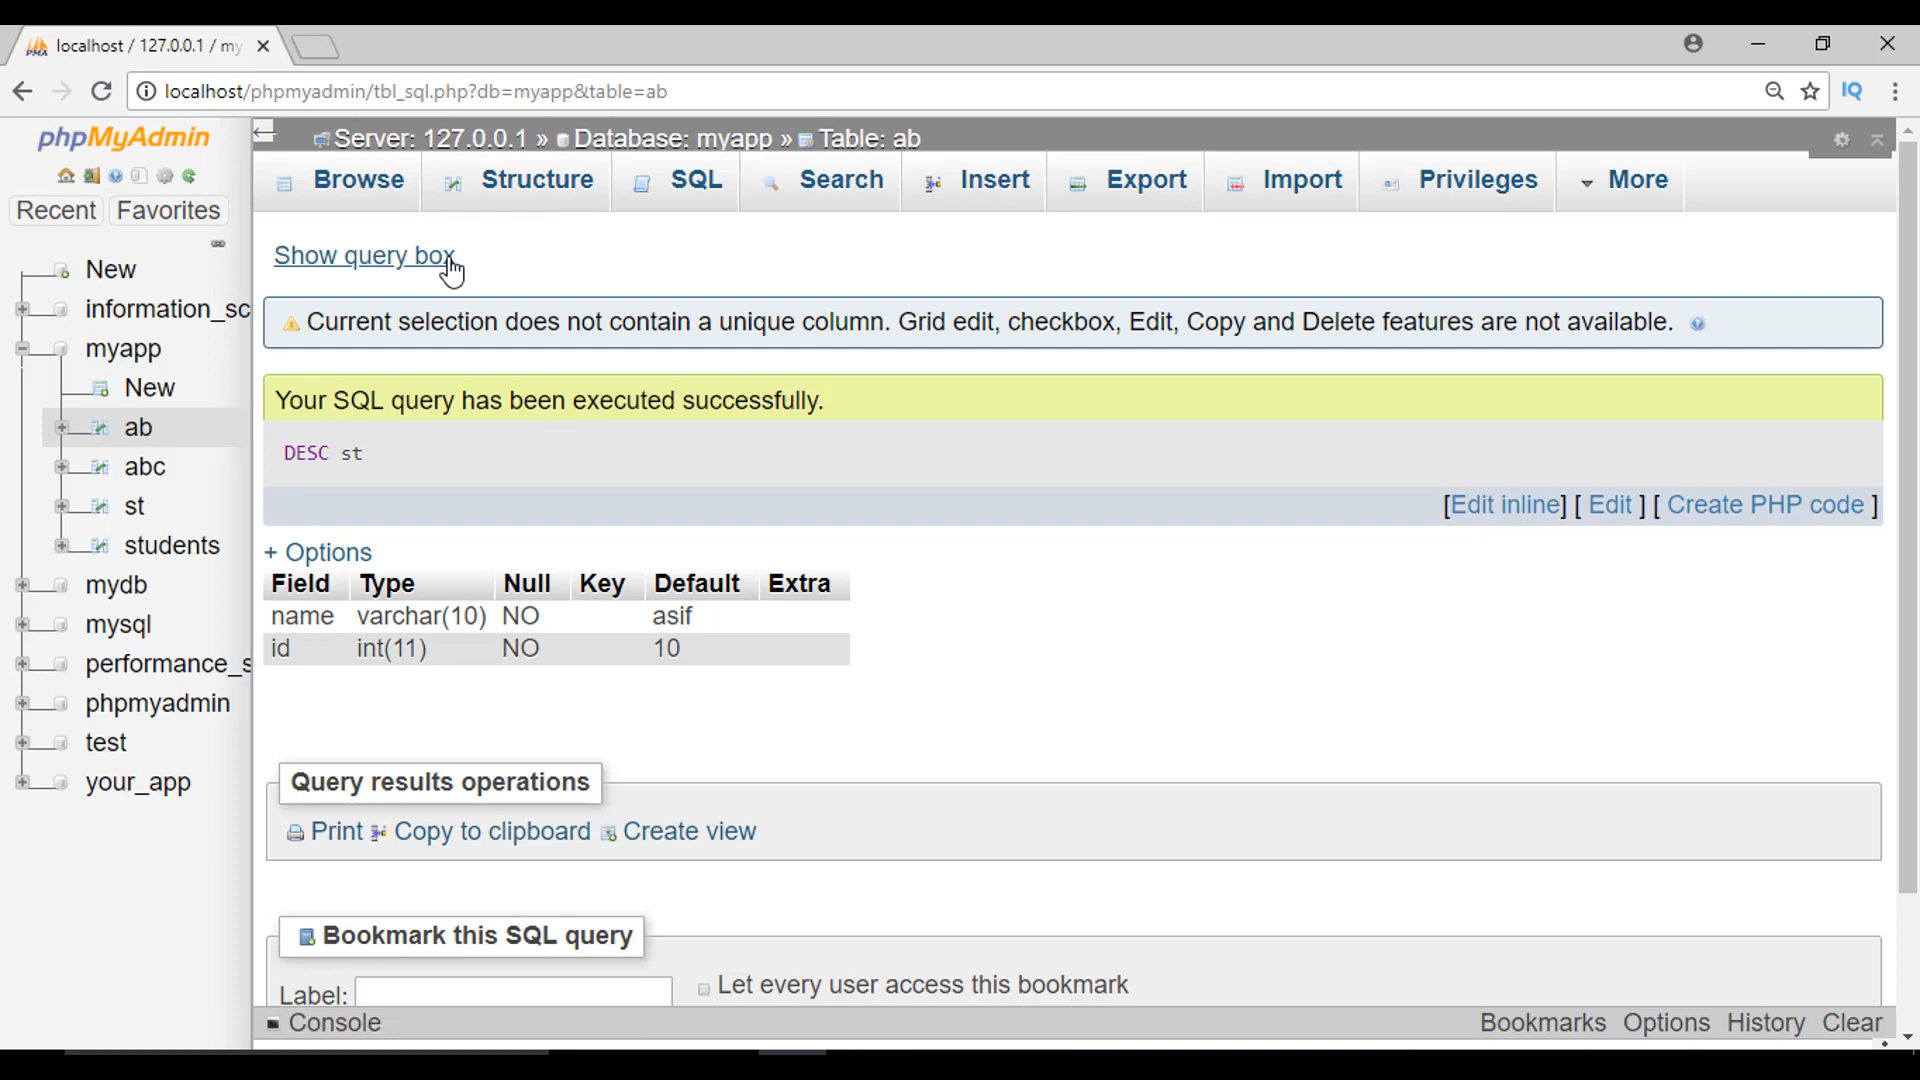 localhost / 127.0.0.1 / my
localhost/phpmyadmin/tbl_sql.php?db=myapp&table=ab
IQ
phpMyAdmin
PMA
Recent Favorites
New
information_sc
myapp
New
ab
abc
st
students
mydb
mysql
performance_s
phpmyadmin
test
your_app
Server: 127.0.0.1 » Database: myapp » Table: ab
Browse Structure SQL Search Insert Export Import Privileges More
Show query box
Current selection does not contain a unique column. Grid edit, checkbox, Edit, Copy and Delete features are not available.
Your SQL query has been executed successfully.
DESC st
[Edit inline] [ Edit ] [ Create PHP code ]
+ Options
Field Type Null Key Default Extra
name varchar(10) NO asif
id int(11) NO 10
Query results operations
Print Copy to clipboard Create view
Bookmark this SQL query
Label: Let every user access this bookmark
Console Bookmarks Options History Clear